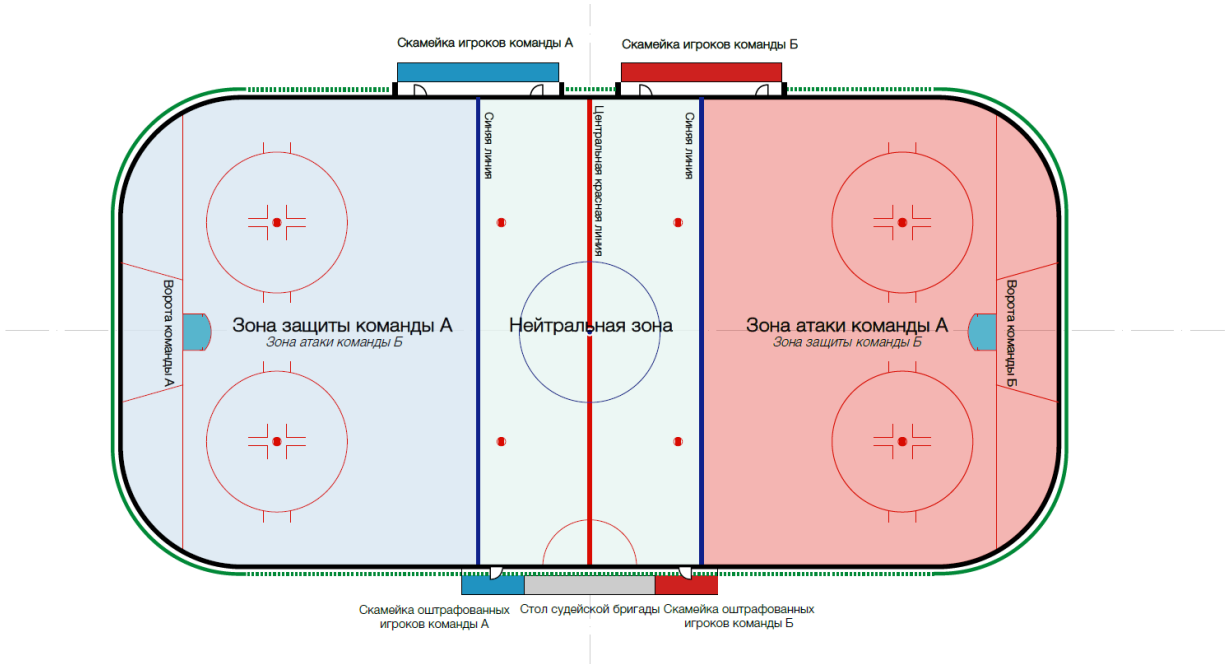 Скамейка игроков команды А
Скамейка игроков команды Б
Синяя линия
Центральная красная линия
Синяя линия
Ворота команды А
Зона защиты команды А
Зона атаки команды Б
Нейтральная зона
Зона атаки команды А
Зона защиты команды Б
Ворота команды Б
Скамейка оштрафованных
игроков команды А
Стол судейской бригады
Скамейка оштрафованных
игроков команды Б